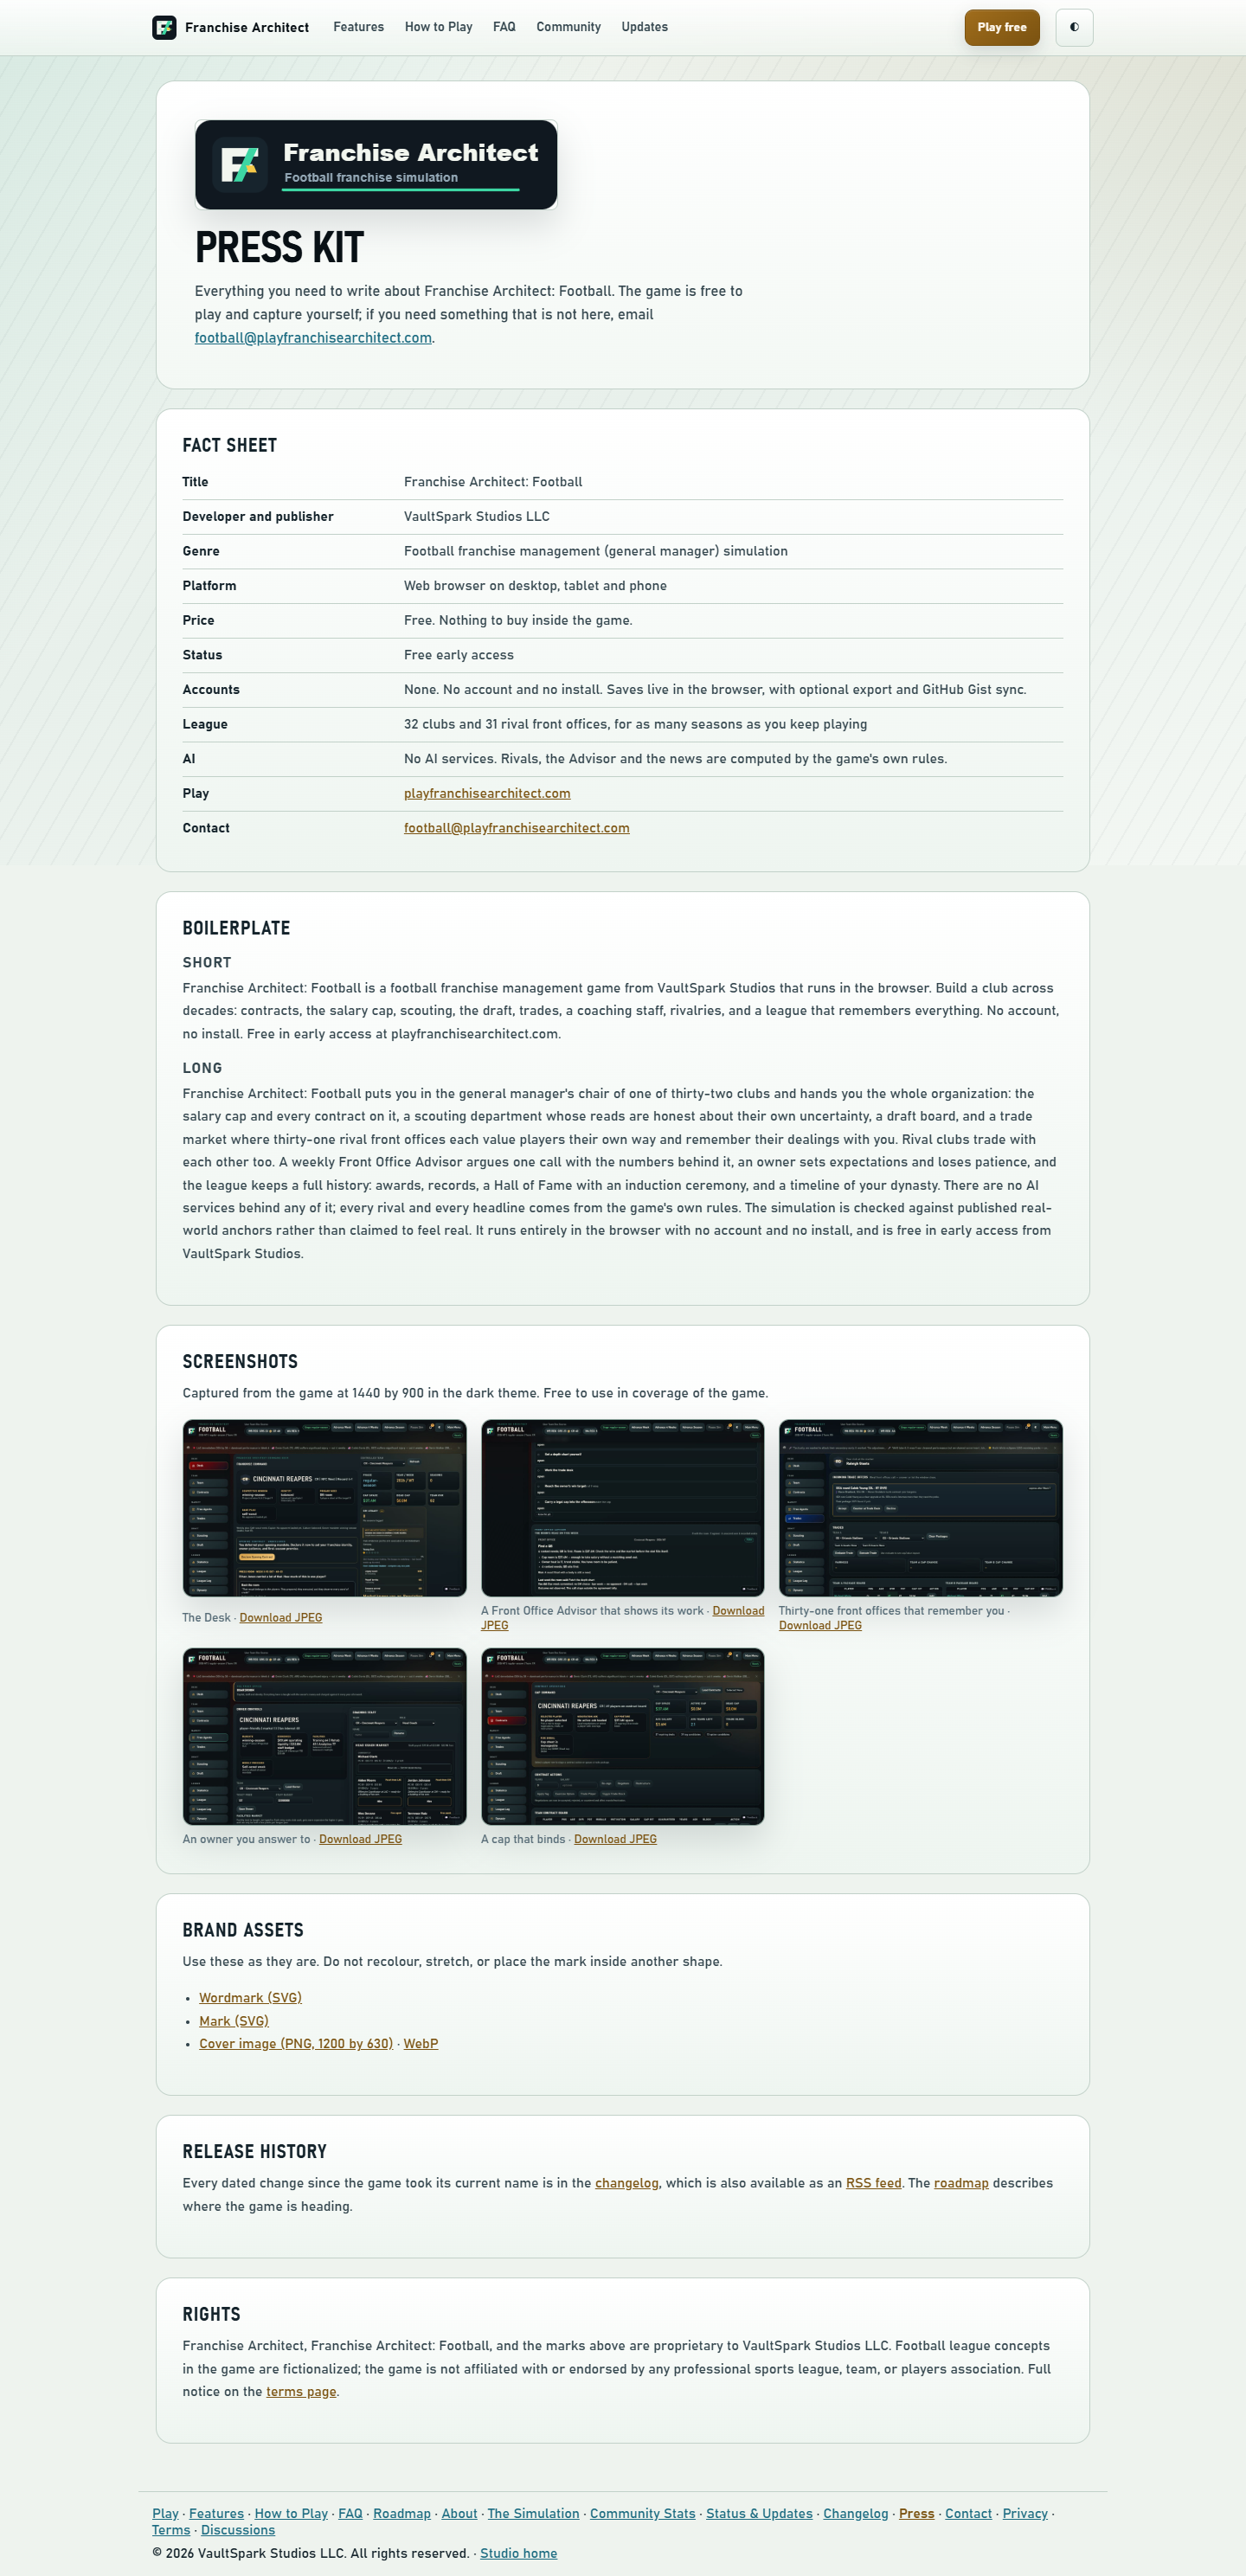 Franchise Architect
Features
How to Play
FAQ
Community
Updates
Play free
Franchise Architect
Football franchise simulation
PRESS KIT
Everything you need to write about Franchise Architect: Football. The game is free to
play and capture yourself; if you need something that is not here, email
football@playfranchisearchitect.com.
FACT SHEET
Title Franchise Architect: Football
Developer and publisher VaultSpark Studios LLC
Genre Football franchise management (general manager) simulation
Platform Web browser on desktop, tablet and phone
Price Free. Nothing to buy inside the game.
Status Free early access
Accounts None. No account and no install. Saves live in the browser, with optional export and GitHub Gist sync.
League 32 clubs and 31 rival front offices, for as many seasons as you keep playing
AI No AI services. Rivals, the Advisor and the news are computed by the game's own rules.
Play playfranchisearchitect.com
Contact football@playfranchisearchitect.com
BOILERPLATE
SHORT
Franchise Architect: Football is a football franchise management game from VaultSpark Studios that runs in the browser. Build a club across
decades: contracts, the salary cap, scouting, the draft, trades, a coaching staff, rivalries, and a league that remembers everything. No account,
no install. Free in early access at playfranchisearchitect.com.
LONG
Franchise Architect: Football puts you in the general manager's chair of one of thirty-two clubs and hands you the whole organization: the
salary cap and every contract on it, a scouting department whose reads are honest about their own uncertainty, a draft board, and a trade
market where thirty-one rival front offices each value players their own way and remember their dealings with you. Rival clubs trade with
each other too. A weekly Front Office Advisor argues one call with the numbers behind it, an owner sets expectations and loses patience, and
the league keeps a full history: awards, records, a Hall of Fame with an induction ceremony, and a timeline of your dynasty. There are no AI
services behind any of it; every rival and every headline comes from the game's own rules. The simulation is checked against published real-
world anchors rather than claimed to feel real. It runs entirely in the browser with no account and no install, and is free in early access from
VaultSpark Studios.
SCREENSHOTS
Captured from the game at 1440 by 900 in the dark theme. Free to use in coverage of the game.
FOOTBALL
CINCINNATI REAPERS
FOOTBALL
FOOTBALL
The Desk · Download JPEG
A Front Office Advisor that shows its work · Download
JPEG
Thirty-one front offices that remember you ·
Download JPEG
FOOTBALL
CINCINNATI REAPERS
FOOTBALL
CINCINNATI REAPERS
An owner you answer to · Download JPEG
A cap that binds · Download JPEG
BRAND ASSETS
Use these as they are. Do not recolour, stretch, or place the mark inside another shape.
• Wordmark (SVG)
• Mark (SVG)
• Cover image (PNG, 1200 by 630) · WebP
RELEASE HISTORY
Every dated change since the game took its current name is in the changelog, which is also available as an RSS feed. The roadmap describes
where the game is heading.
RIGHTS
Franchise Architect, Franchise Architect: Football, and the marks above are proprietary to VaultSpark Studios LLC. Football league concepts
in the game are fictionalized; the game is not affiliated with or endorsed by any professional sports league, team, or players association. Full
notice on the terms page.
Play · Features · How to Play · FAQ · Roadmap · About · The Simulation · Community Stats · Status & Updates · Changelog · Press · Contact · Privacy ·
Terms · Discussions
© 2026 VaultSpark Studios LLC. All rights reserved. · Studio home